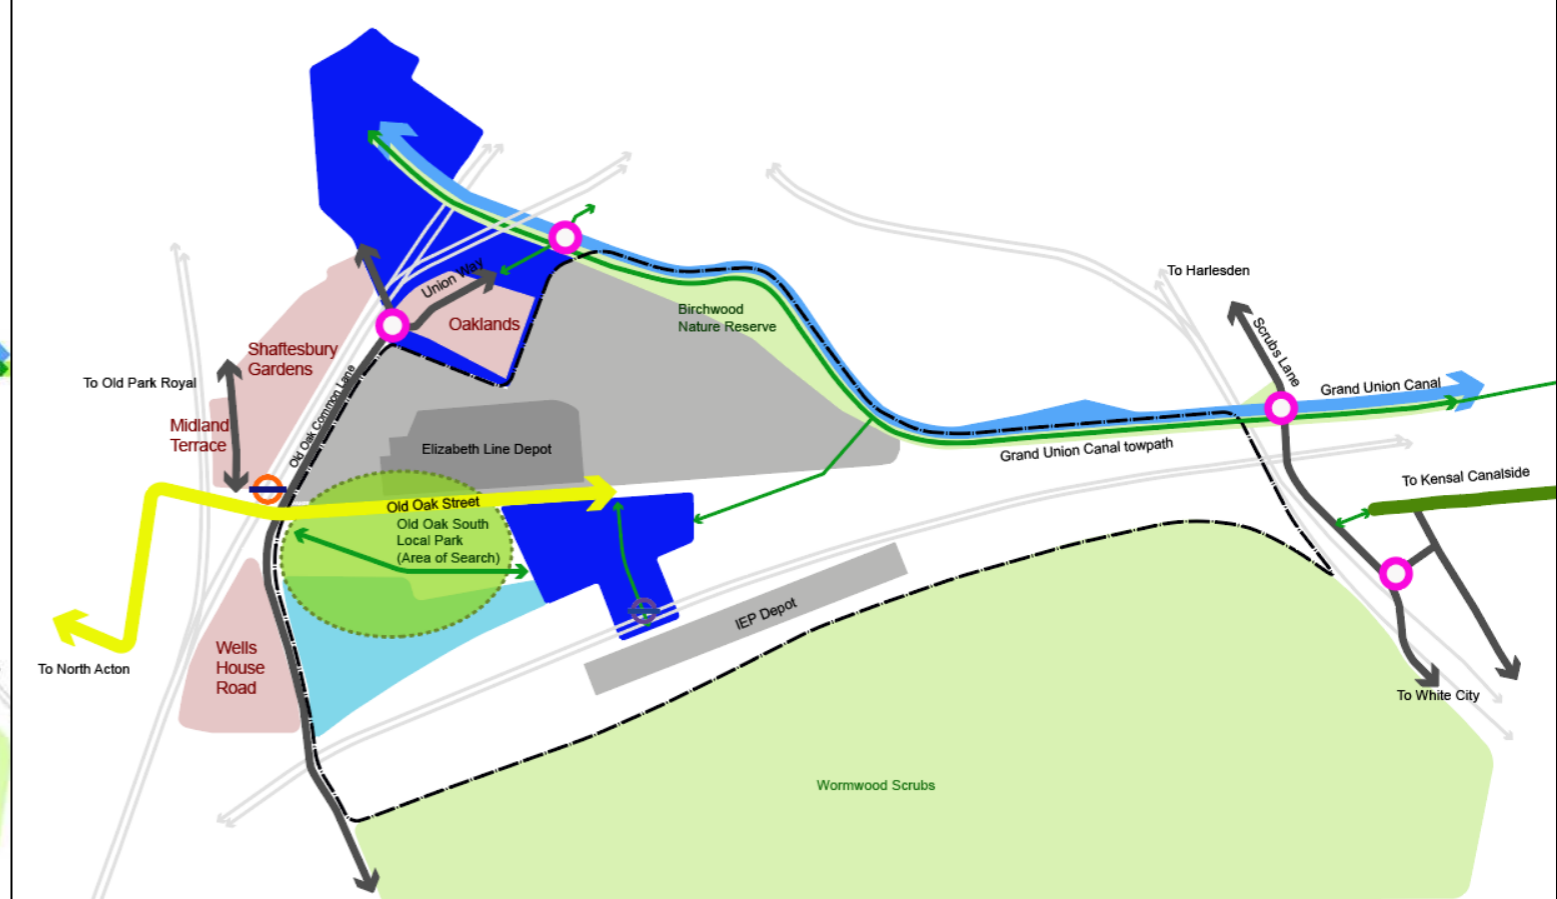 To Harlesden
Union Way
Birchwood
Nature Reserve
Oaklands
Scrubs Lane
Shaftesbury
Gardens
To Old Park Royal
Grand Union Canal
Old Oak Common Lane
Midland
Terrace
Elizabeth Line Depot
Grand Union Canal towpath
To Kensal Canalside
Old Oak Street
Old Oak South
Local Park
(Area of Search)
IEP Depot
Wells
House
Road
To North Acton
To White City
Wormwood Scrubs